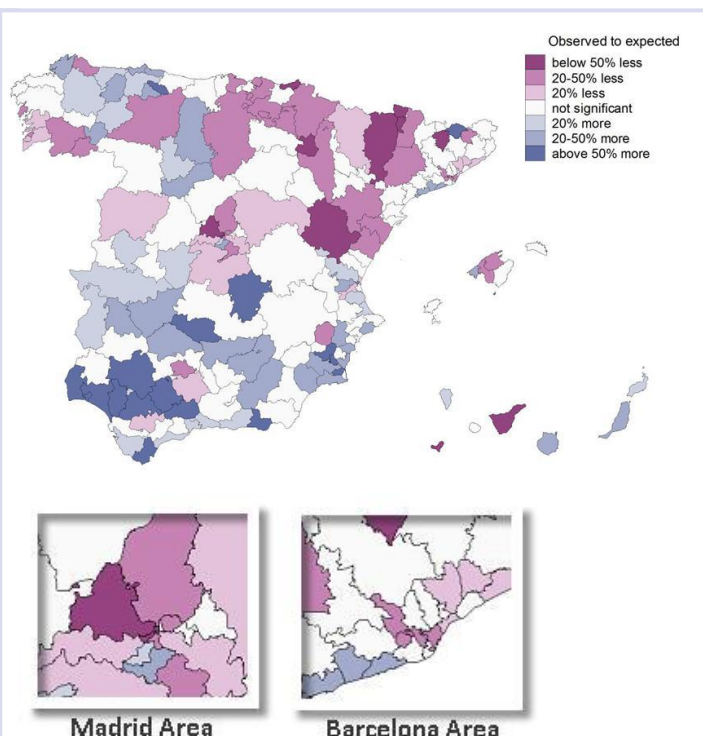 Observed to expected
below 50% less
20-50% less
20% less
not significant
20% more
20-50% more
above 50% more
Madrid Area
Barcelona Area